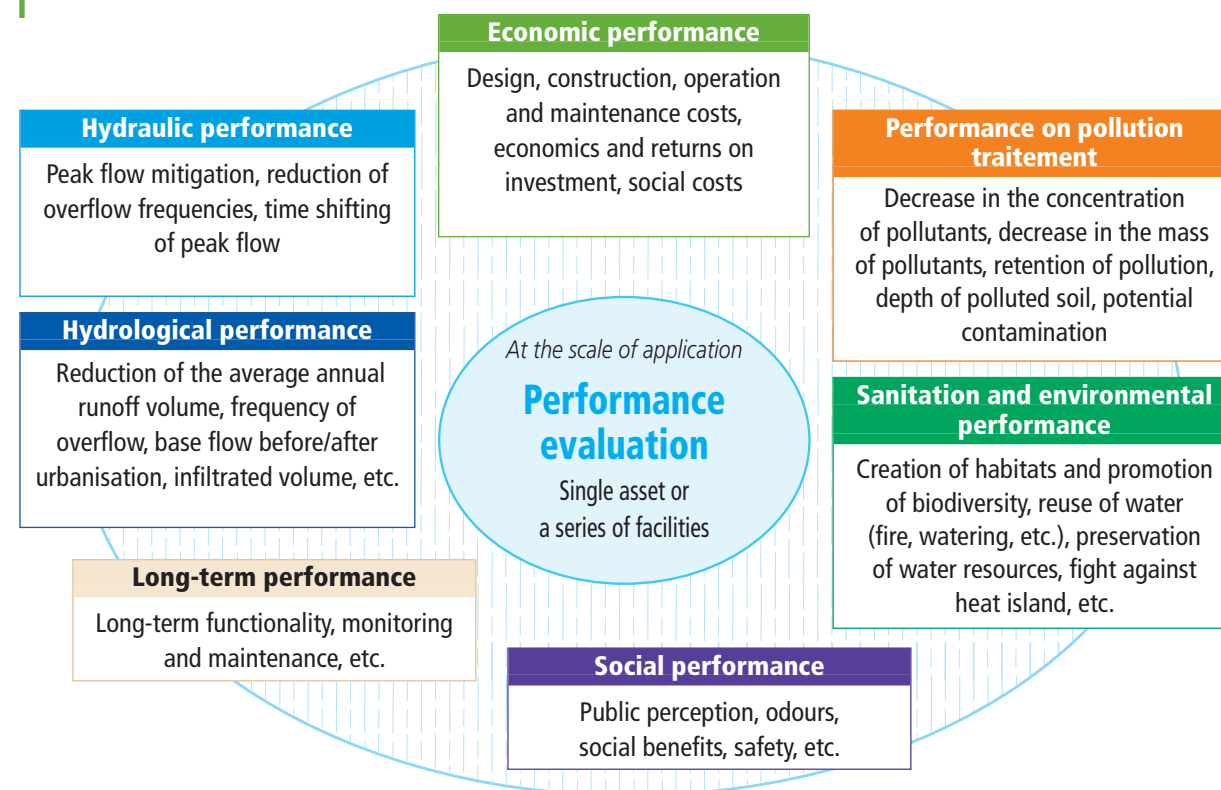 Economic performance
Design, construction, operation
and maintenance costs,
economics and returns on
investment, social costs
Hydraulic performance
Peak flow mitigation, reduction of
overflow frequencies, time shifting
of peak flow
Performance on pollution
traitement
Decrease in the concentration
of pollutants, decrease in the mass
of pollutants, retention of pollution,
depth of polluted soil, potential
contamination
Hydrological performance
Reduction of the average annual
runoff volume, frequency of
overflow, base flow before/after
urbanisation, infiltrated volume, etc.
At the scale of application
Performance
evaluation
Single asset or
a series of facilities
Sanitation and environmental
performance
Creation of habitats and promotion
of biodiversity, reuse of water
(fire, watering, etc.), preservation
of water resources, fight against
heat island, etc.
Long-term performance
Long-term functionality, monitoring
and maintenance, etc.
Social performance
Public perception, odours,
social benefits, safety, etc.